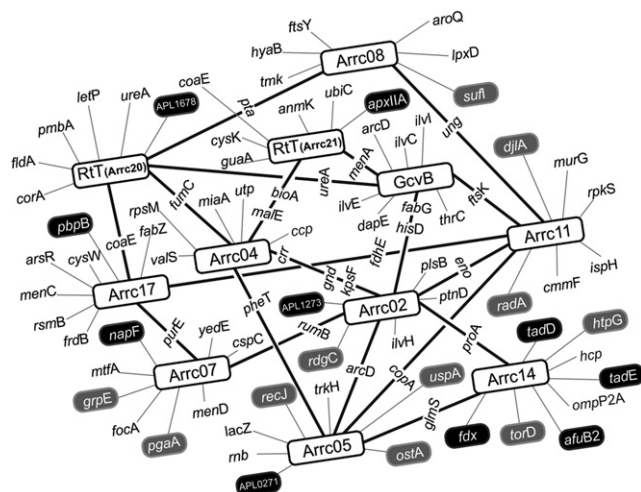 ftsY
aroQ
hyaB
Arrc08
lpxD
tmk
sufI
letP
ureA
coaE
APL1678
pta
ubiC
anmK
apxIIA
ung
pmbA
cysK
RtT(Arrc21)
arcD
ilvI
djlA
fldA
RtT(Arrc20)
guaA
menA
ilvC
murG
corA
ureA
GcvB
rpkS
fumC
miaA
utp
bioA
ilvE
fabG
ftsK
rpsM
malE
dapE
hisD
thrC
pbpB
coaE
fabZ
ccp
Arrc11
arsR
valS
Arrc04
crr
fdhE
plsB
ispH
cysW
gnd
kpsF
eno
menC
Arrc17
pheT
APL1273
Arrc02
ptnD
radA
cmmF
rsmB
frdB
purE
napF
yedE
cspC
rumB
rdgC
ilvH
proA
tadD
htpG
mtfA
Arrc07
arcD
copA
uspA
hcp
grpE
recJ
trkH
Arrc14
tadE
focA
menD
lacZ
glmS
ompP2A
pgaA
rnb
Arrc05
fdx
torD
afuB2
APL0271
ostA